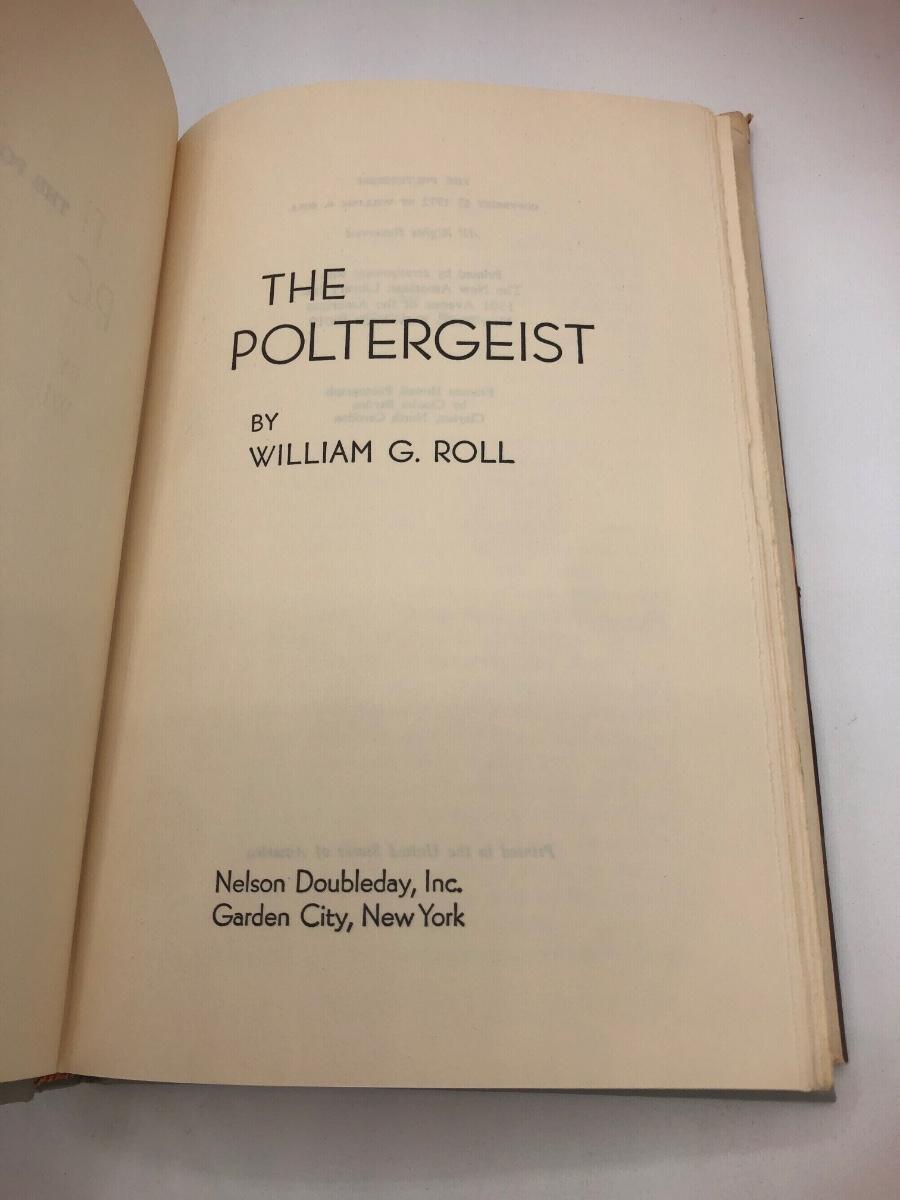 THE
POLTERGEIST
BY
WILLIAM G. ROLL
Nelson Doubleday, Inc.
Garden City, New York